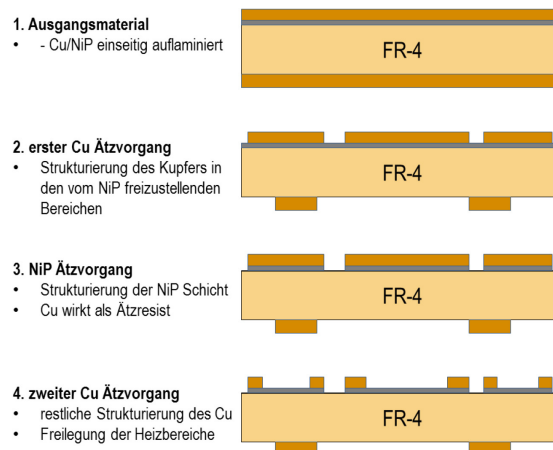 1. Ausgangsmaterial
• - Cu/NiP einseitig auflaminiert
FR-4
2. erster Cu Ätzvorgang
• Strukturierung des Kupfers in
den vom NiP freizustellenden
Bereichen
FR-4
3. NiP Ätzvorgang
• Strukturierung der NiP Schicht
• Cu wirkt als Ätzresist
FR-4
4. zweiter Cu Ätzvorgang
• restliche Strukturierung des Cu
• Freilegung der Heizbereiche
FR-4